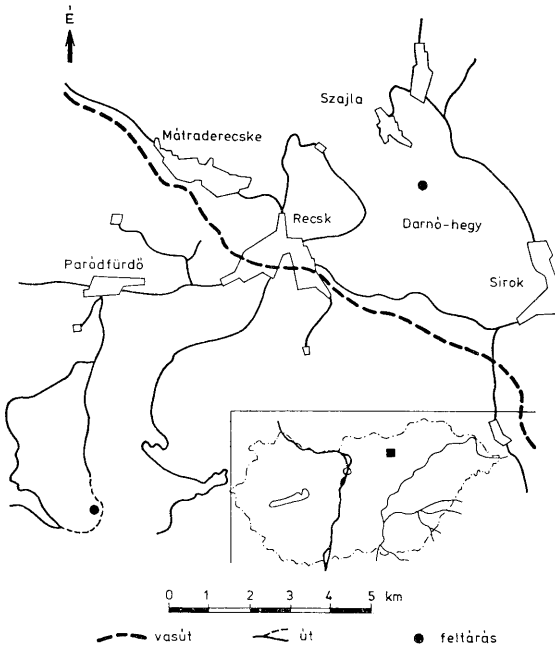 É
Szajla
Mátraderecske
Recsk
Darnó-hegy
Parádfürdő
Sirok
0 1 2 3 4 5 km
vasút út feltárás